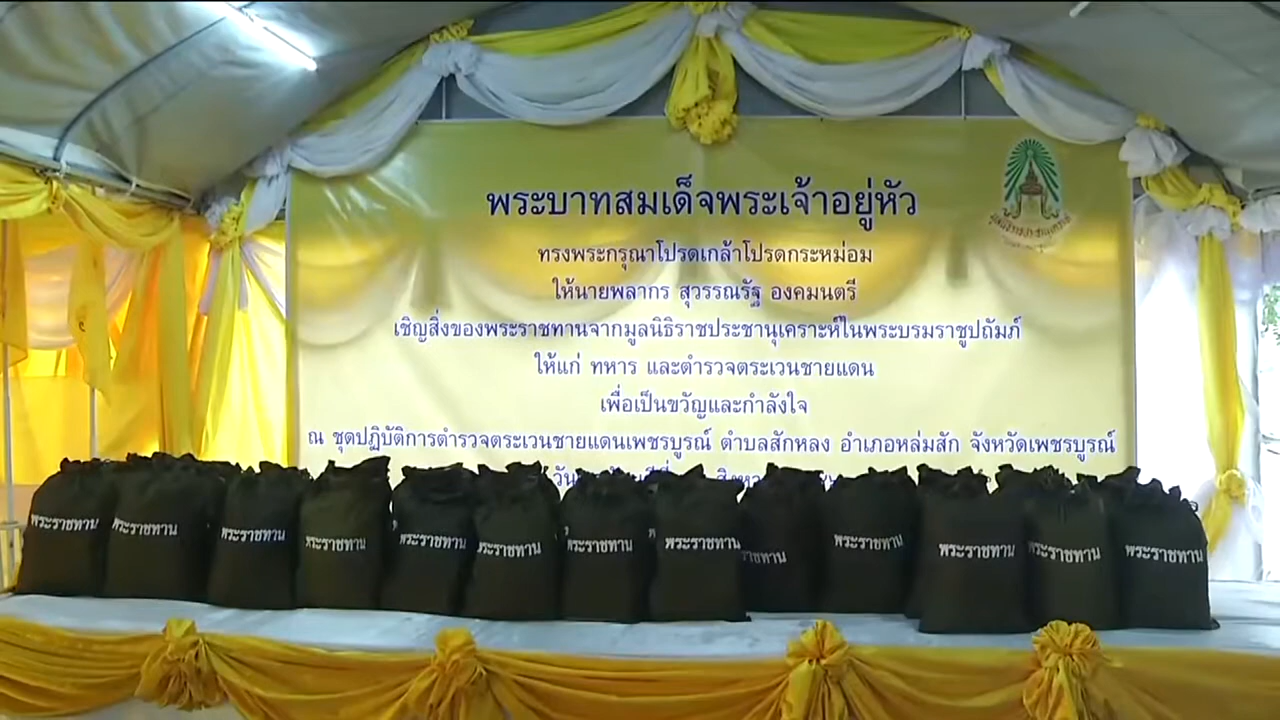 พระบาทสมเด็จพระเจ้าอยู่หัว
ทรงพระกรุณาโปรดเกล้าโปรดกระหม่อม
ให้นายพลากร สุวรรณรัฐ องคมนตรี
เชิญสิ่งของพระราชทานจากมูลนิธิราชประชานุเคราะห์ในพระบรมราชูปถัมภ์
ให้แก่ ทหาร และตำรวจตระเวนชายแดน
เพื่อเป็นขวัญและกำลังใจ
ณ ชุดปฏิบัติการตำรวจตระเวนชายแดนเพชรบูรณ์ ตำบลสักหลง อำเภอหล่มสัก จังหวัดเพชรบูรณ์
พระราชทาน
พระราชทาน
พระราชทาน
พระราชทาน
พระราชทาน
พระราชทาน
พระราชทาน
พระราชทาน
ราชทาน
พระราชทาน
พระราชทาน
พระราชทาน
พระราชทาน